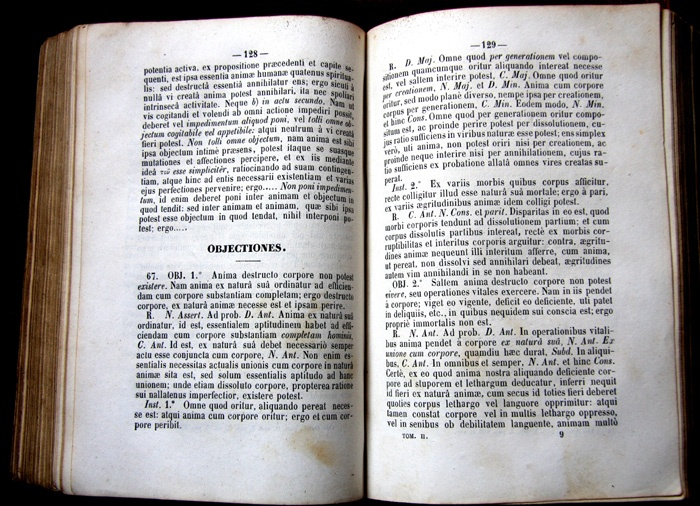 — 128 —
potentia activa, ex propositione præcedenti et capite se-
quenti, est ipsa essentia animæ humanæ quatenus spiritua-
lis: sed destructâ essentiâ annihilatur ens; ergo sicuti à
nullâ vi creatâ anima potest annihilari, ita nec spoliari
intrinsecâ activitate. Neque b) in actu secundo. Nam ut
vis cogitandi et volendi ab omni actione impediri possit,
deberet vel impedimentum aliquod poni, vel tolli omne ob-
jectum cogitabile vel appetibile: atqui neutrum à vi creatâ
fieri potest. Non tolli omne objectum, nam anima est sibi
ipsa objectum intimè præsens, potest itaque se suasque
mutationes et affectiones percipere, et ex iis mediante
ideâ τοῦ esse simpliciter, ratiocinando ad suam contingen-
tiam, atque hinc ad entis necessarii existentiam et varias
ejus perfectiones pervenire; ergo.... Non poni impedimen-
tum, id enim deberet poni inter animam et objectum in
quod tendit: sed inter animam et animam, quæ sibi ipsa
potest esse objectum in quod tendat, nihil interponi po-
test; ergo.....
OBJECTIONES.
67. OBJ. 1.ª Anima destructo corpore non potest
existere. Nam anima ex naturâ suâ ordinatur ad efficien-
dam cum corpore substantiam completam; ergo destructo
corpore, ex naturâ animæ necesse est et ipsam perire.
R. N. Assert. Ad prob. D. Ant. Anima ex naturâ suâ
ordinatur, id est, essentialem aptitudinem habet ad effi-
ciendam cum corpore substantiam completam hominis,
C. Ant. Id est, ex naturâ suâ debet necessariò semper
actu esse conjuncta cum corpore, N. Ant. Non enim es-
sentialis necessitas actualis unionis cum corpore in naturâ
animæ sita est, sed solum essentialis aptitudo ad hanc
unionem; unde etiam dissoluto corpore, propterea ratione
sui nallatenus imperfectior, existere potest.
Inst. 1.ª Omne quod oritur, aliquando pereat neces-
se est: atqui anima cum corpore oritur; ergo et cum cor-
pore peribit.
— 129 —
R. D. Maj. Omne quod per generationem vel compo-
sitionem quamcumque oritur aliquando intereat necesse
est, vel saltem interire potest, C. Maj. Omne quod oritur
per creationem, N. Maj. et D. Min. Anima cum corpore
oritur, sed modo planè diverso, nempe ipsa per creationem,
corpus per generationem, C. Min. Eodem modo, N. Min.
et hinc Cons. Omne quod per generationem oritur compo-
situm est, ac proinde perire potest per dissolutionem, cu-
jus ratio sufficiens in viribus naturæ esse potest; ens simplex
verò, uti anima, non potest oriri nisi per creationem, ac
proinde neque interire nisi per annihilationem, cujus ra-
tio sufficiens ex probatione allatâ omnes vires creatas su-
perat.
Inst. 2.ª Ex variis morbis quibus corpus afficitur,
recte colligitur illud esse naturâ suâ mortale; ergo à pari,
ex variis ægritudinibus animæ idem colligi potest.
R. C. Ant. N. Cons. et parit. Disparitas in eo est, quod
morbi corporis tendunt ad dissolutionem partium; et cum
corpus dissolutis partibus intereat, rectè ex morbis cor-
ruptibilitas et interitus corporis arguitur: contra, ægritu-
dines animæ nequeunt illi interitum afferre, cum anima,
ut pereat, non dissolvi sed annihilari debeat, ægritudines
autem vim annihilandi in se non habeant.
OBJ. 2.ª Saltem anima destructo corpore non potest
vivere, seu operationes vitales exercere. Nam in iis pendet
à corpore; viget eo vigente, deficit eo deficiente, uti patet
in deliquiis, etc., in quibus nequidem sui conscia est; ergo
propriè immortalis non est.
R. N. Ant. Ad prob. D. Ant. In operationibus vitali-
bus anima pendet à corpore ex naturâ suâ, N. Ant. Ex
unione cum corpore, quamdiu hæc durat, Subd. In aliqui-
bus, C. Ant. In omnibus et semper, N. Ant. et hinc Cons.
Certè, ex eo quod anima nostra aliquando deficiente cor-
pore ad stuporem et lethargum deducatur, inferri nequit
id fieri ex naturâ animæ, cum secus id toties fieri deberet
quoties corpus lethargo vel languore opprimitur: atqui
tamen constat corpore vel in multis lethargo oppresso,
vel in senibus ob debilitatem languente, animam multò
TOM. II. 9